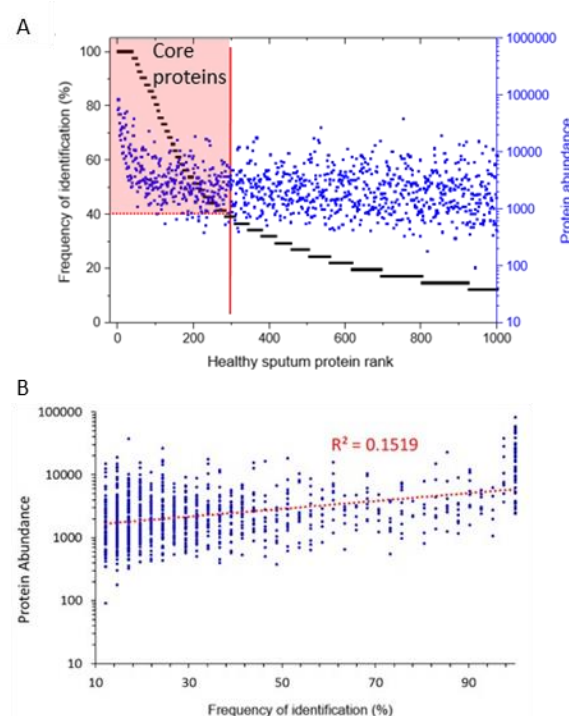 A
Core
proteins
100
80
60
40
20
0
Frequency of identification (%)
1000000
100000
10000
1000
100
10
Protein abundance
0 200 400 600 800 1000
Healthy sputum protein rank
B
R² = 0.1519
100000
10000
1000
100
10
Protein Abundance
10 30 50 70 90
Frequency of identification (%)